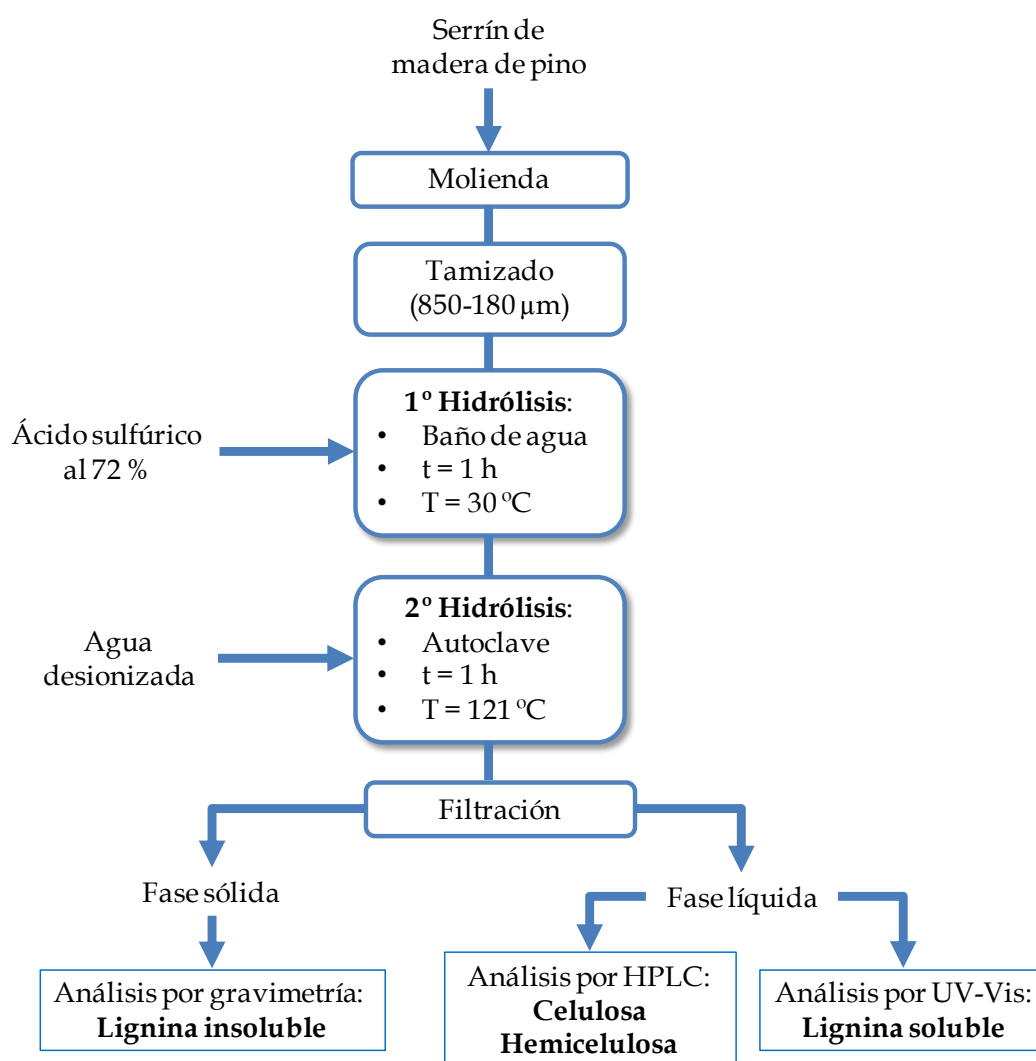 Serrín de
madera de pino
Molienda
Tamizado
(850-180 µm)
1º Hidrólisis:
• Baño de agua
• t = 1 h
• T = 30 ºC
Ácido sulfúrico
al 72 %
2º Hidrólisis:
• Autoclave
• t = 1 h
• T = 121 ºC
Agua
desionizada
Filtración
Fase sólida
Fase líquida
Análisis por gravimetría:
Lignina insoluble
Análisis por HPLC:
Celulosa
Hemicelulosa
Análisis por UV-Vis:
Lignina soluble